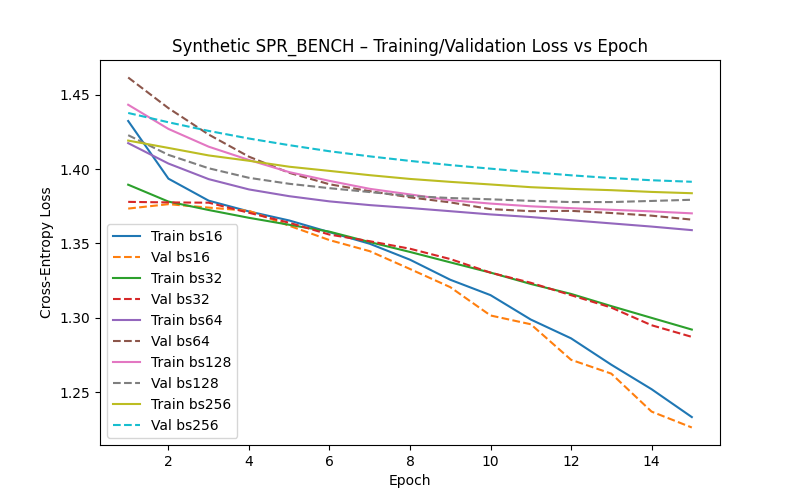 Synthetic SPR_BENCH – Training/Validation Loss vs Epoch
Cross-Entropy Loss
1.45
1.40
1.35
1.30
1.25
Train bs16
Val bs16
Train bs32
Val bs32
Train bs64
Val bs64
Train bs128
Val bs128
Train bs256
Val bs256
2 4 6 8 10 12 14
Epoch